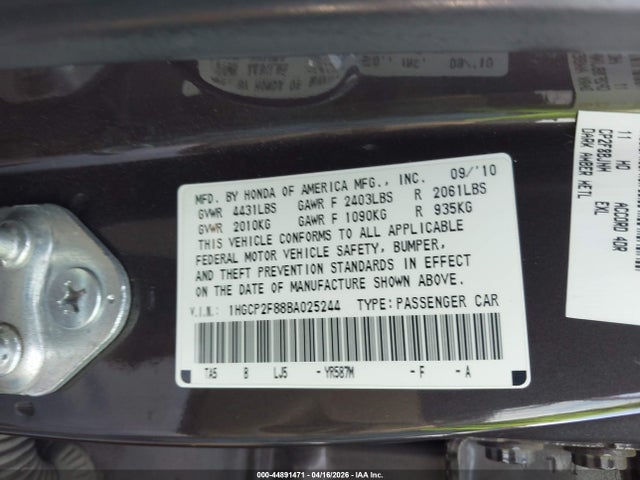 MFD. BY HONDA OF AMERICA MFG., INC. 09/'10
GVWR 4431LBS GAWR F 2403LBS R 2061LBS
GVWR 2010KG GAWR F 1090KG R 935KG
THIS VEHICLE CONFORMS TO ALL APPLICABLE
FEDERAL MOTOR VEHICLE SAFETY, BUMPER,
AND THEFT PREVENTION STANDARDS IN EFFECT
ON THE DATE OF MANUFACTURE SHOWN ABOVE.
V.I.N.: 1HGCP2F88BA025244 TYPE: PASSENGER CAR
TA5 B LJ5 -YR587M -F -A
11 HO ACCORD 4DR
CP2F8BJNW EXL
DARK AMBER METL
000-44891471 | 04/16/2026 | IAA Inc.